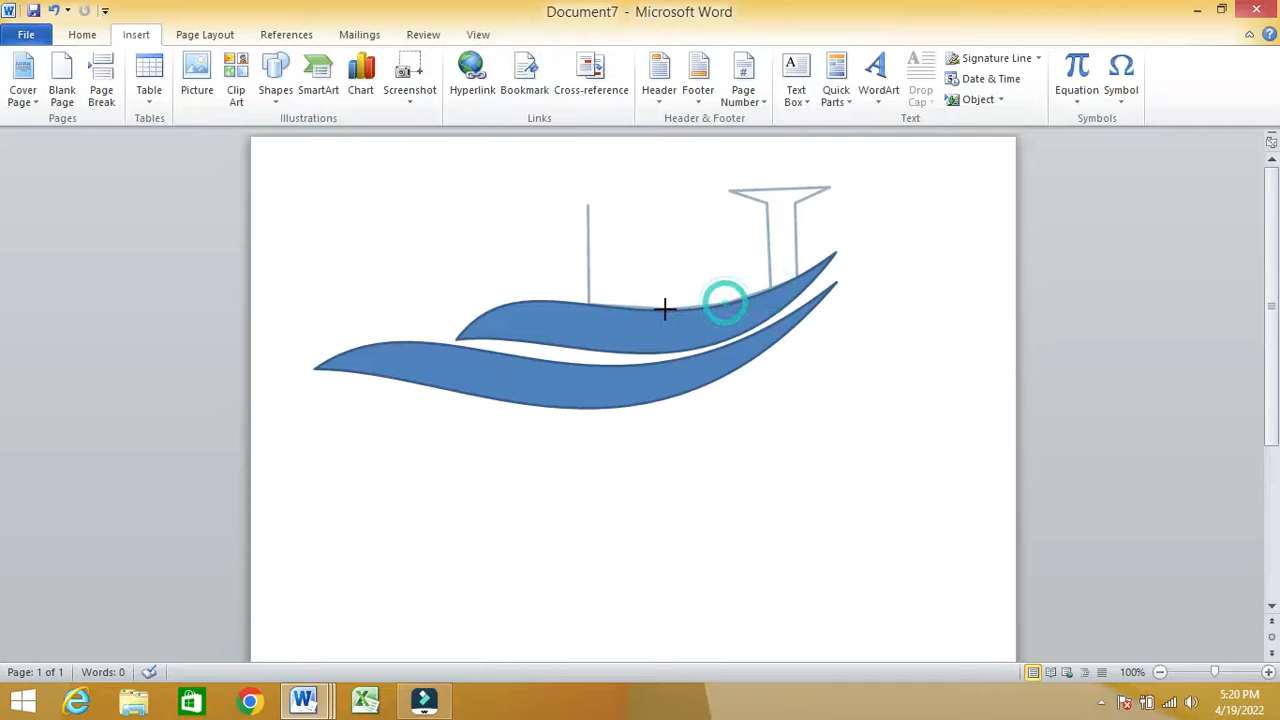 Document7 - Microsoft Word
File Home Insert Page Layout References Mailings Review View
Cover Page
Blank Page
Page Break
Table
Picture
Clip Art
Shapes
SmartArt
Chart
Screenshot
Hyperlink
Bookmark
Cross-reference
Header
Footer
Page Number
Text Box
Quick Parts
WordArt
Drop Cap
Signature Line
Date & Time
Object
Equation
Symbol
Pages Tables Illustrations Links Header & Footer Text Symbols
Page: 1 of 1 Words: 0 100%
5:20 PM
4/19/2022